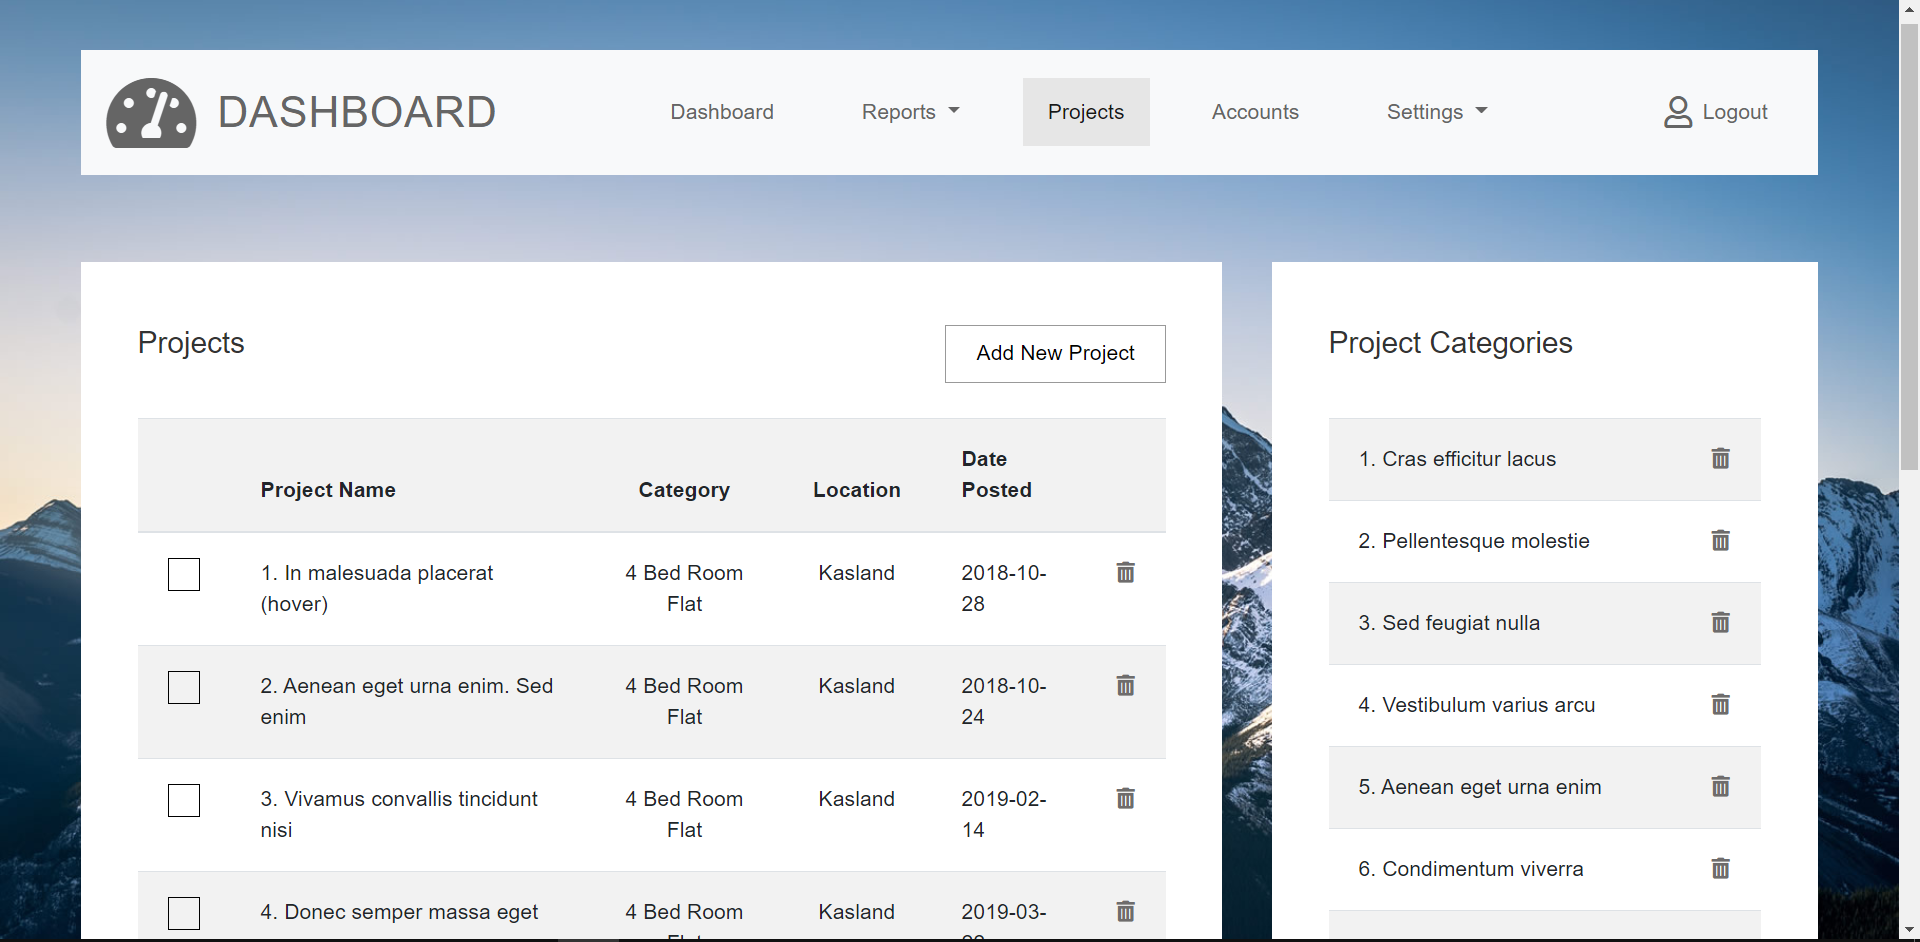 DASHBOARD
Dashboard
Reports
Projects
Accounts
Settings
Logout
Projects
Add New Project
Project Name
Category
Location
Date
Posted
1. In malesuada placerat
(hover)
4 Bed Room
Flat
Kasland
2018-10-
28
2. Aenean eget urna enim. Sed
enim
4 Bed Room
Flat
Kasland
2018-10-
24
3. Vivamus convallis tincidunt
nisi
4 Bed Room
Flat
Kasland
2019-02-
14
4. Donec semper massa eget
4 Bed Room
Kasland
2019-03-
Project Categories
1. Cras efficitur lacus
2. Pellentesque molestie
3. Sed feugiat nulla
4. Vestibulum varius arcu
5. Aenean eget urna enim
6. Condimentum viverra